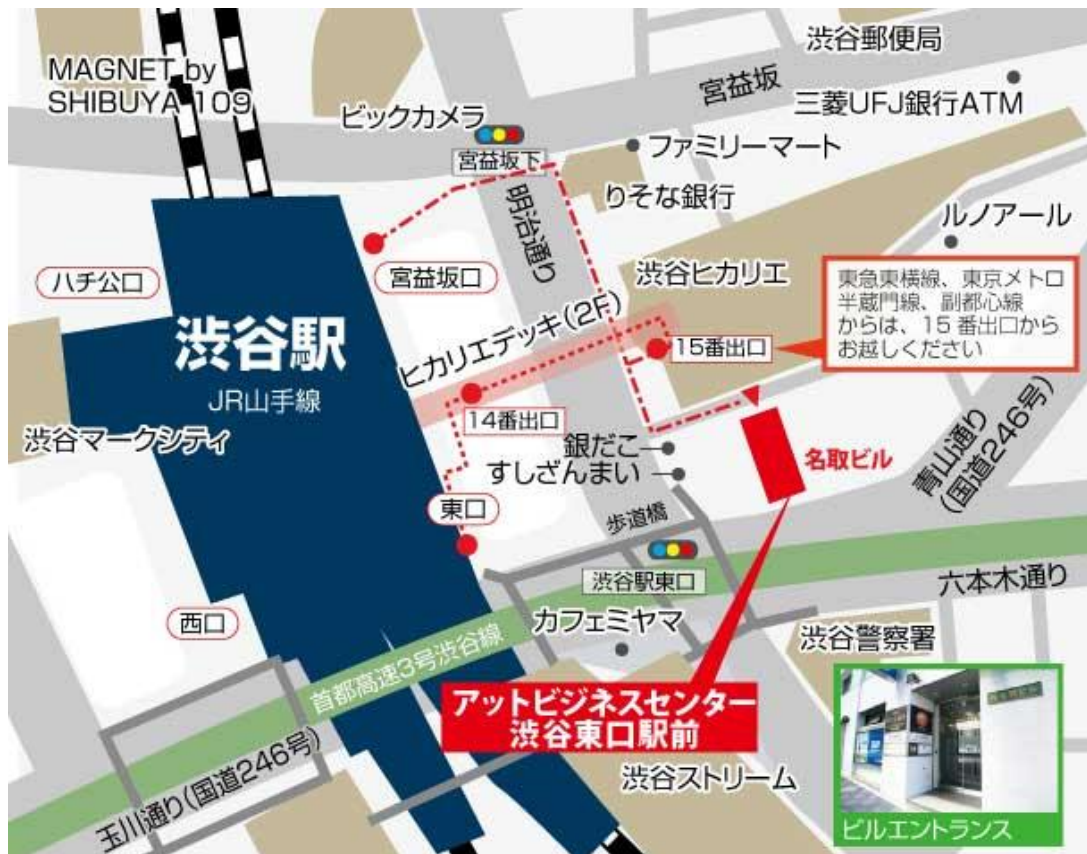 渋谷郵便局
MAGNET by
SHIBUYA 109
宮益坂
三菱UFJ銀行ATM
ビックカメラ
宮益坂下
ファミリーマート
りそな銀行
明治通り
ルノアール
ハチ公口
宮益坂口
渋谷ヒカリエ
東急東横線、東京メトロ
半蔵門線、副都心線
からは、15 番出口から
お越しください
渋谷駅
JR山手線
ヒカリエデッキ(2F)
15番出口
14番出口
渋谷マークシティ
銀だこ
すしざんまい
名取ビル
青山通り
(国道246号)
東口
歩道橋
渋谷駅東口
六本木通り
西口
カフェミヤマ
渋谷警察署
首都高速3号渋谷線
アットビジネスセンター
渋谷東口駅前
玉川通り(国道246号)
渋谷ストリーム
ビルエントランス